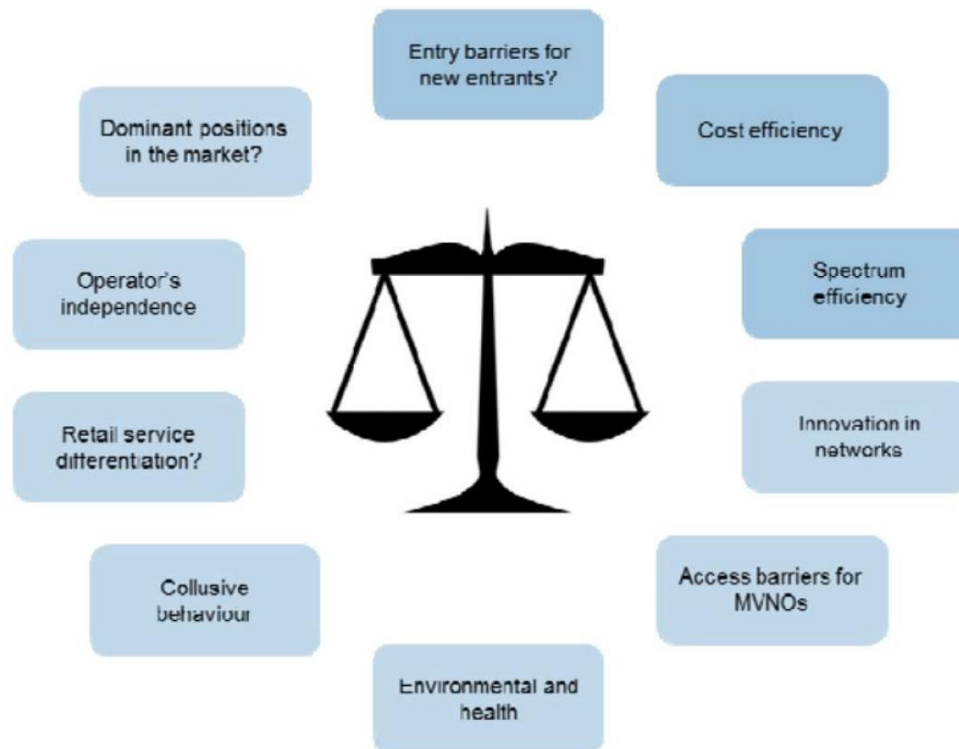 Entry barriers for
new entrants?
Dominant positions
in the market?
Cost efficiency
Operator's
independence
Spectrum
efficiency
Retail service
differentiation?
Innovation in
networks
Collusive
behaviour
Access barriers for
MVNOs
Environmental and
health